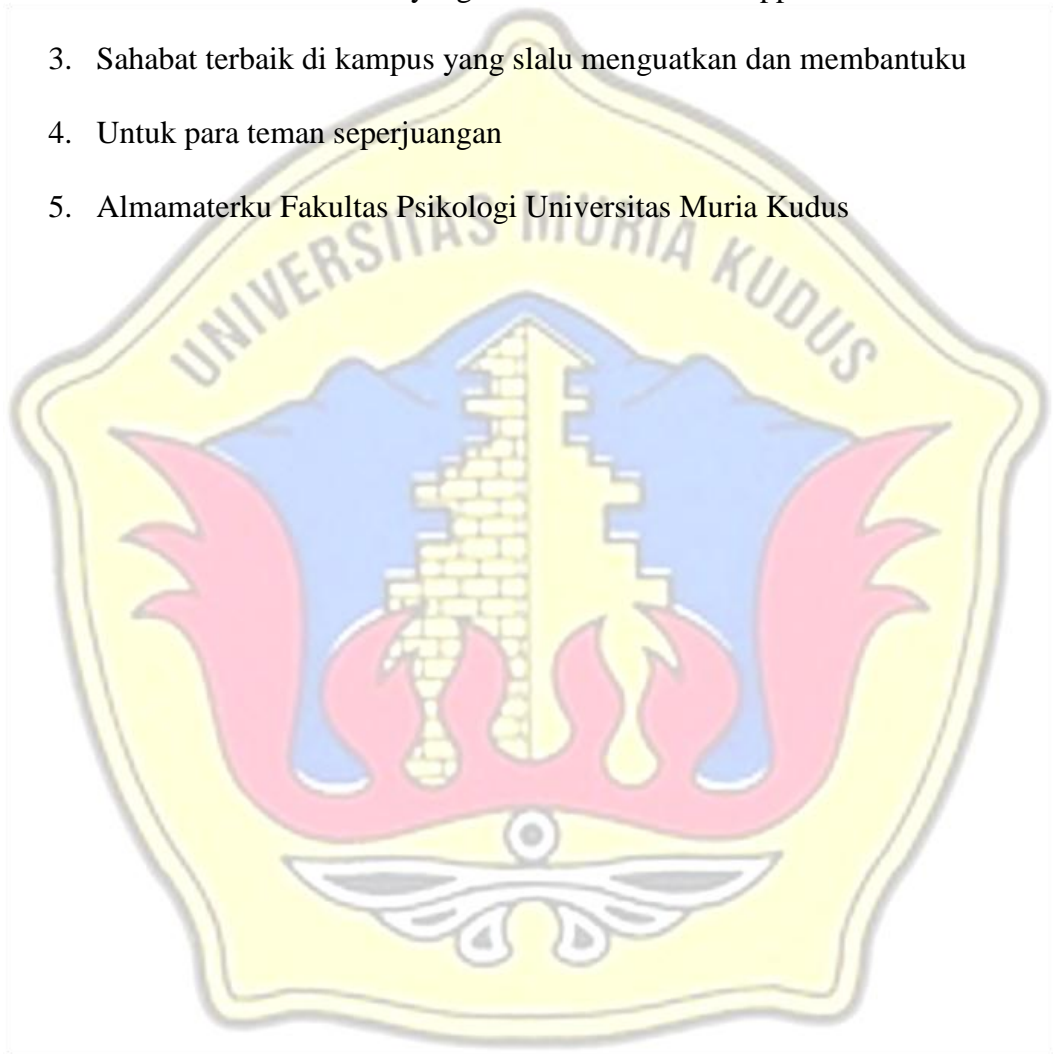 3. Sahabat terbaik di kampus yang slalu menguatkan dan membantuku
4. Untuk para teman seperjuangan
5. Almamaterku Fakultas Psikologi Universitas Muria Kudus
UNIVERSITAS MURIA KUDUS